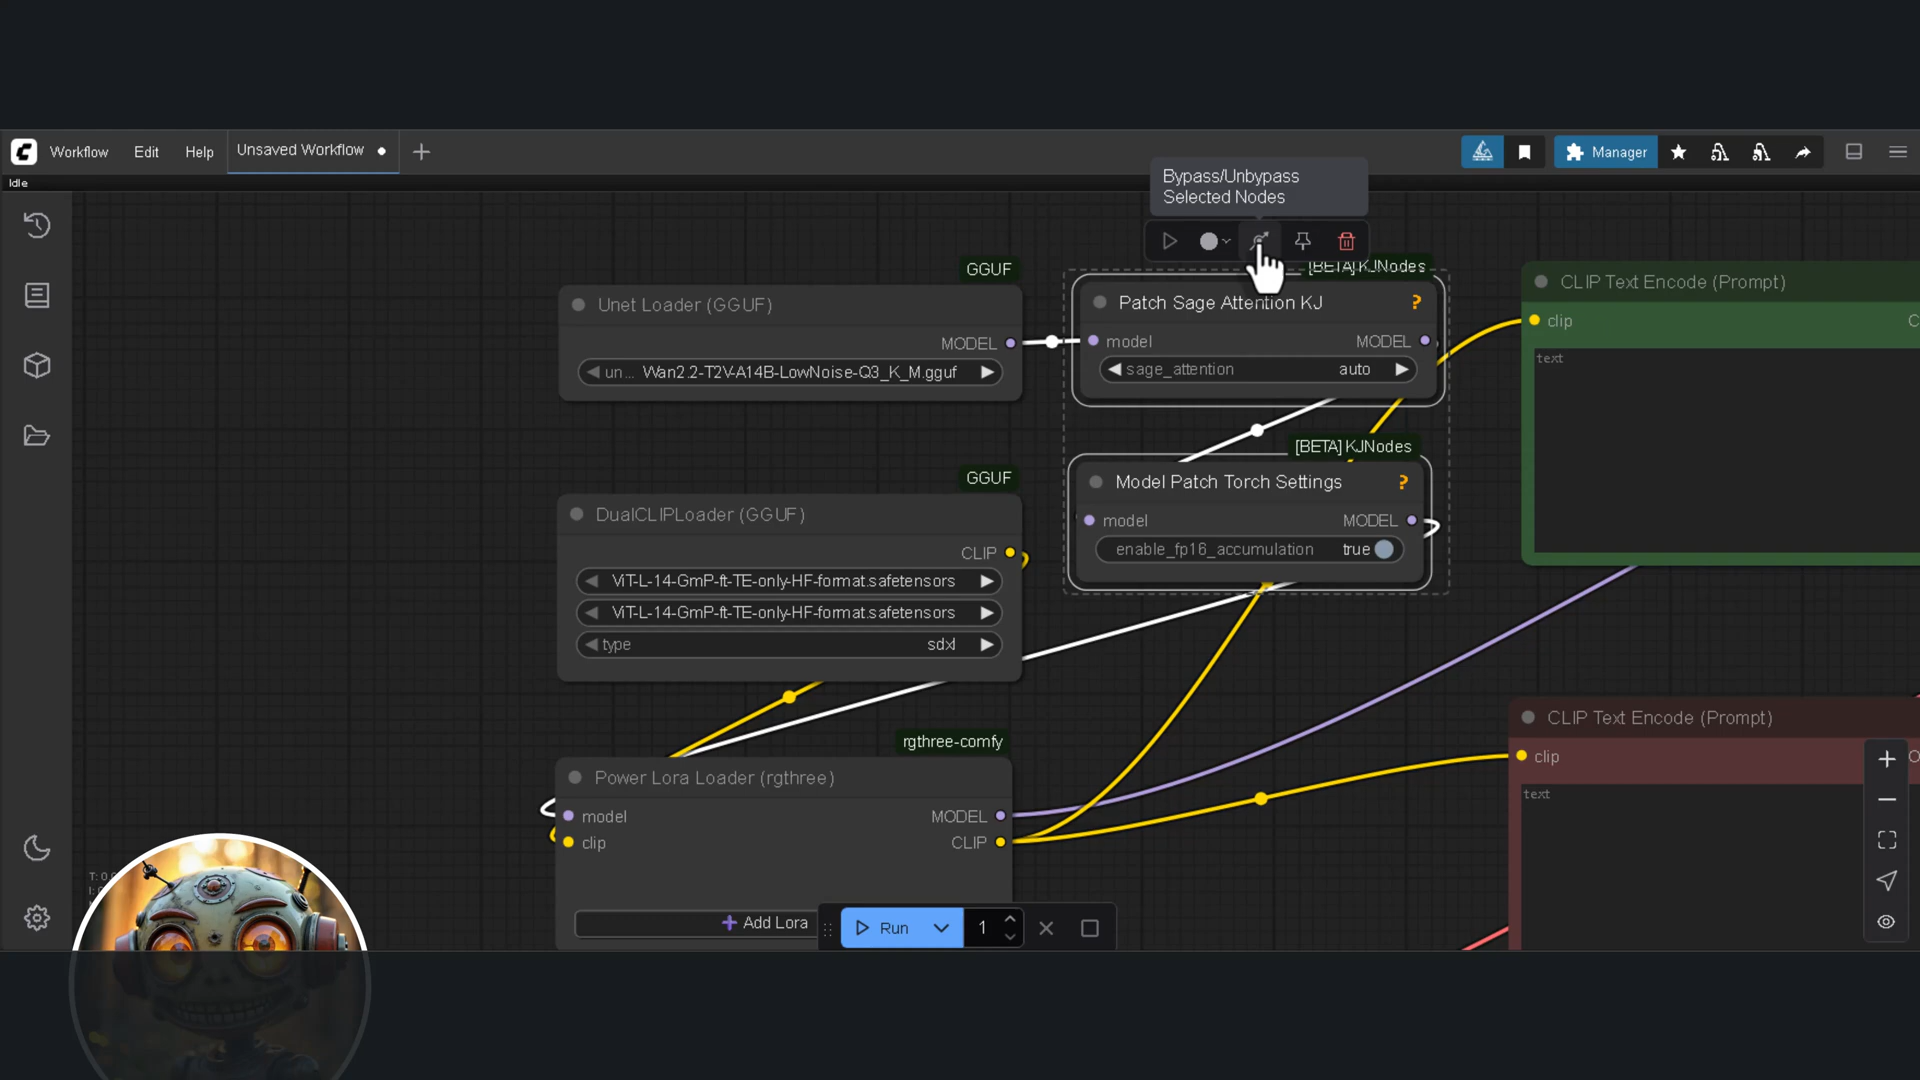 Workflow
Edit
Help
Unsaved Workflow
Manager
Idle
Bypass/Unbypass
Selected Nodes
GGUF
[BETA] KJNodes
Unet Loader (GGUF)
MODEL
un... Wan2.2-T2V-A14B-LowNoise-Q3_K_M.gguf
Patch Sage Attention KJ ?
model MODEL
sage_attention auto
CLIP Text Encode (Prompt)
clip C
text
GGUF
[BETA] KJNodes
DualCLIPLoader (GGUF)
CLIP
ViT-L-14-GmP-ft-TE-only-HF-format.safetensors
ViT-L-14-GmP-ft-TE-only-HF-format.safetensors
type sdxl
Model Patch Torch Settings ?
model MODEL
enable_fp16_accumulation true
rgthree-comfy
Power Lora Loader (rgthree)
model MODEL
clip CLIP
Add Lora
CLIP Text Encode (Prompt)
clip
text
Run 1